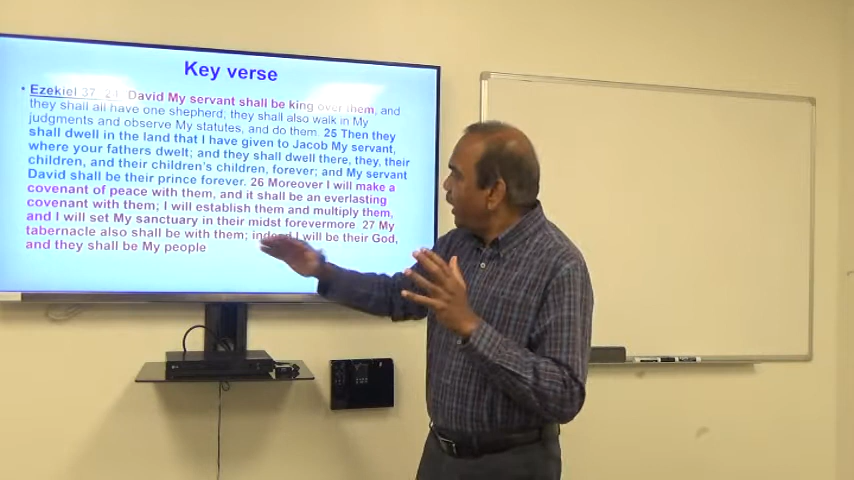 Key verse
• Ezekiel 37 24 David My servant shall be king over them, and
they shall all have one shepherd; they shall also walk in My
judgments and observe My statutes, and do them. 25 Then they
shall dwell in the land that I have given to Jacob My servant,
where your fathers dwelt; and they shall dwell there, they, their
children, and their children's children, forever; and My servant
David shall be their prince forever. 26 Moreover I will make a
covenant of peace with them, and it shall be an everlasting
covenant with them; I will establish them and multiply them,
and I will set My sanctuary in their midst forevermore 27 My
tabernacle also shall be with them; indeed I will be their God,
and they shall be My people